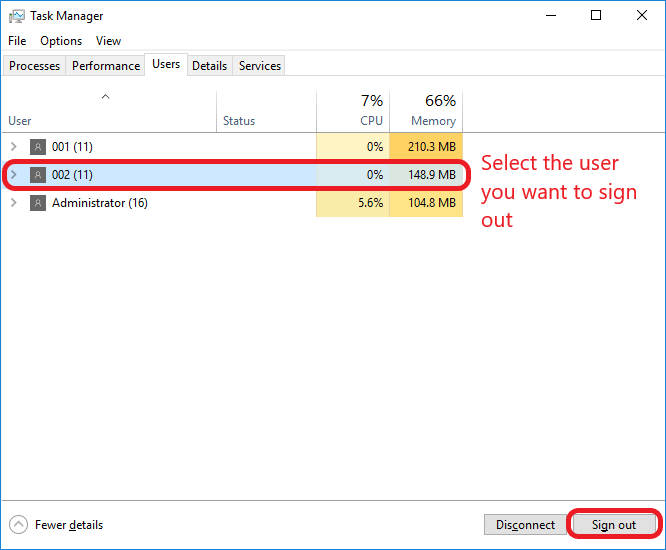 Task Manager
File Options View
Processes Performance Users Details Services
7% 66%
User Status CPU Memory
001 (11) 0% 210.3 MB
002 (11) 0% 148.9 MB
Administrator (16) 5.6% 104.8 MB
Select the user
you want to sign
out
Fewer details Disconnect Sign out